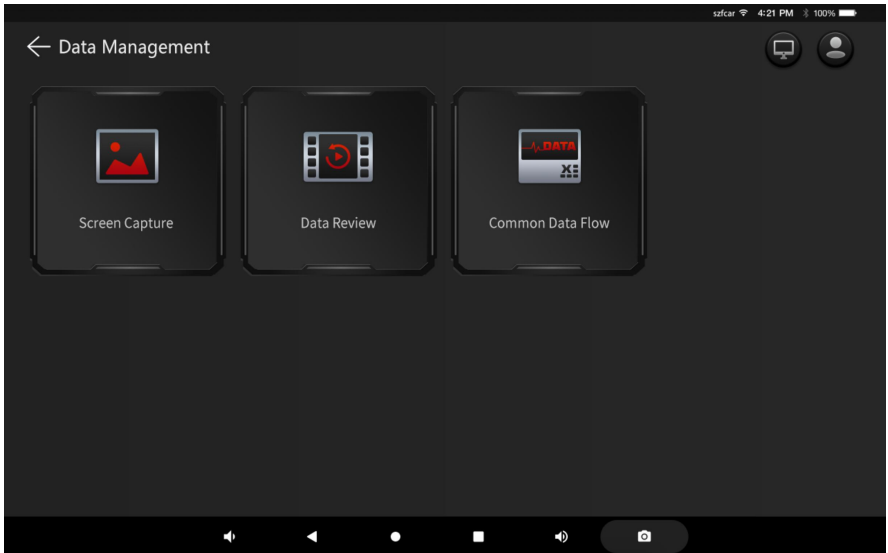 szfcar 4:21 PM 100%
Data Management
DATA
X
Screen Capture
Data Review
Common Data Flow